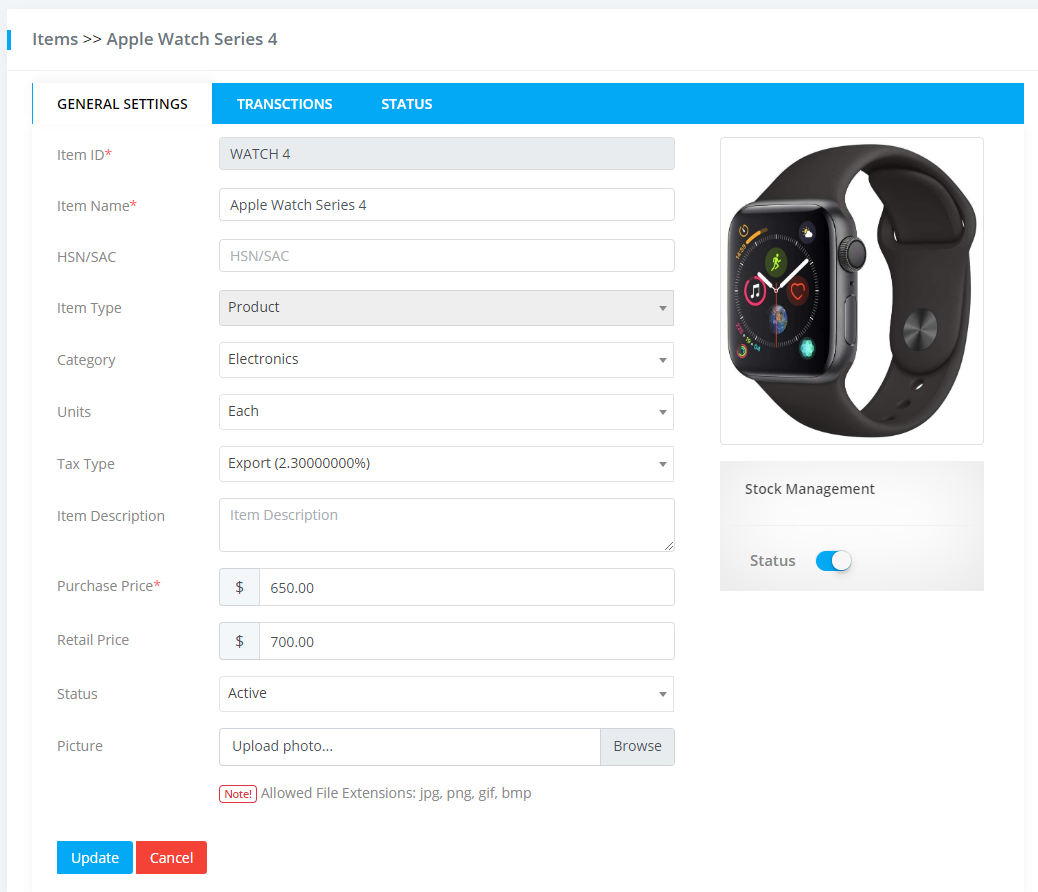 Items >> Apple Watch Series 4
GENERAL SETTINGS TRANSCTIONS STATUS
Item ID* WATCH 4
Item Name* Apple Watch Series 4
HSN/SAC HSN/SAC
Item Type Product
Category Electronics
Units Each
Tax Type Export (2.30000000%)
Item Description Item Description
Purchase Price* $ 650.00
Retail Price $ 700.00
Status Active
Picture Upload photo... Browse
Note! Allowed File Extensions: jpg, png, gif, bmp
Update Cancel
Stock Management
Status